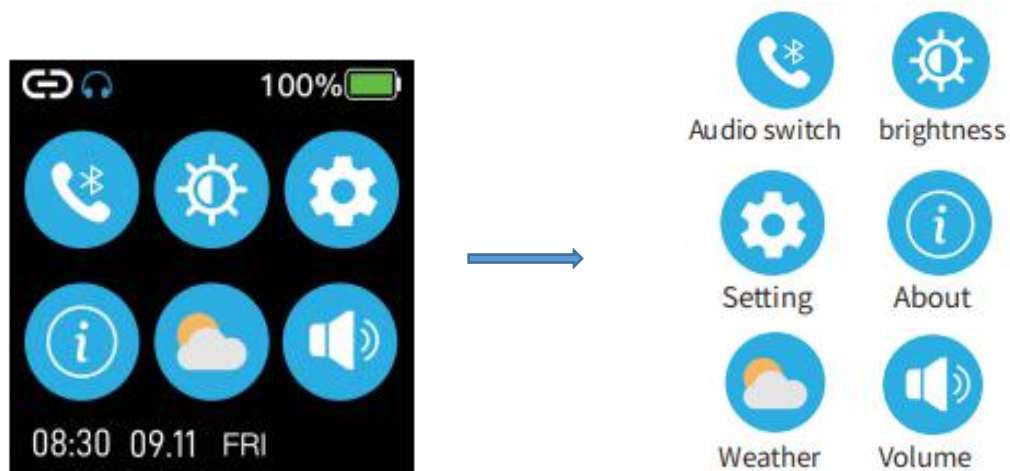 100%
08:30 09.11 FRI
Audio switch brightness
Setting About
Weather Volume